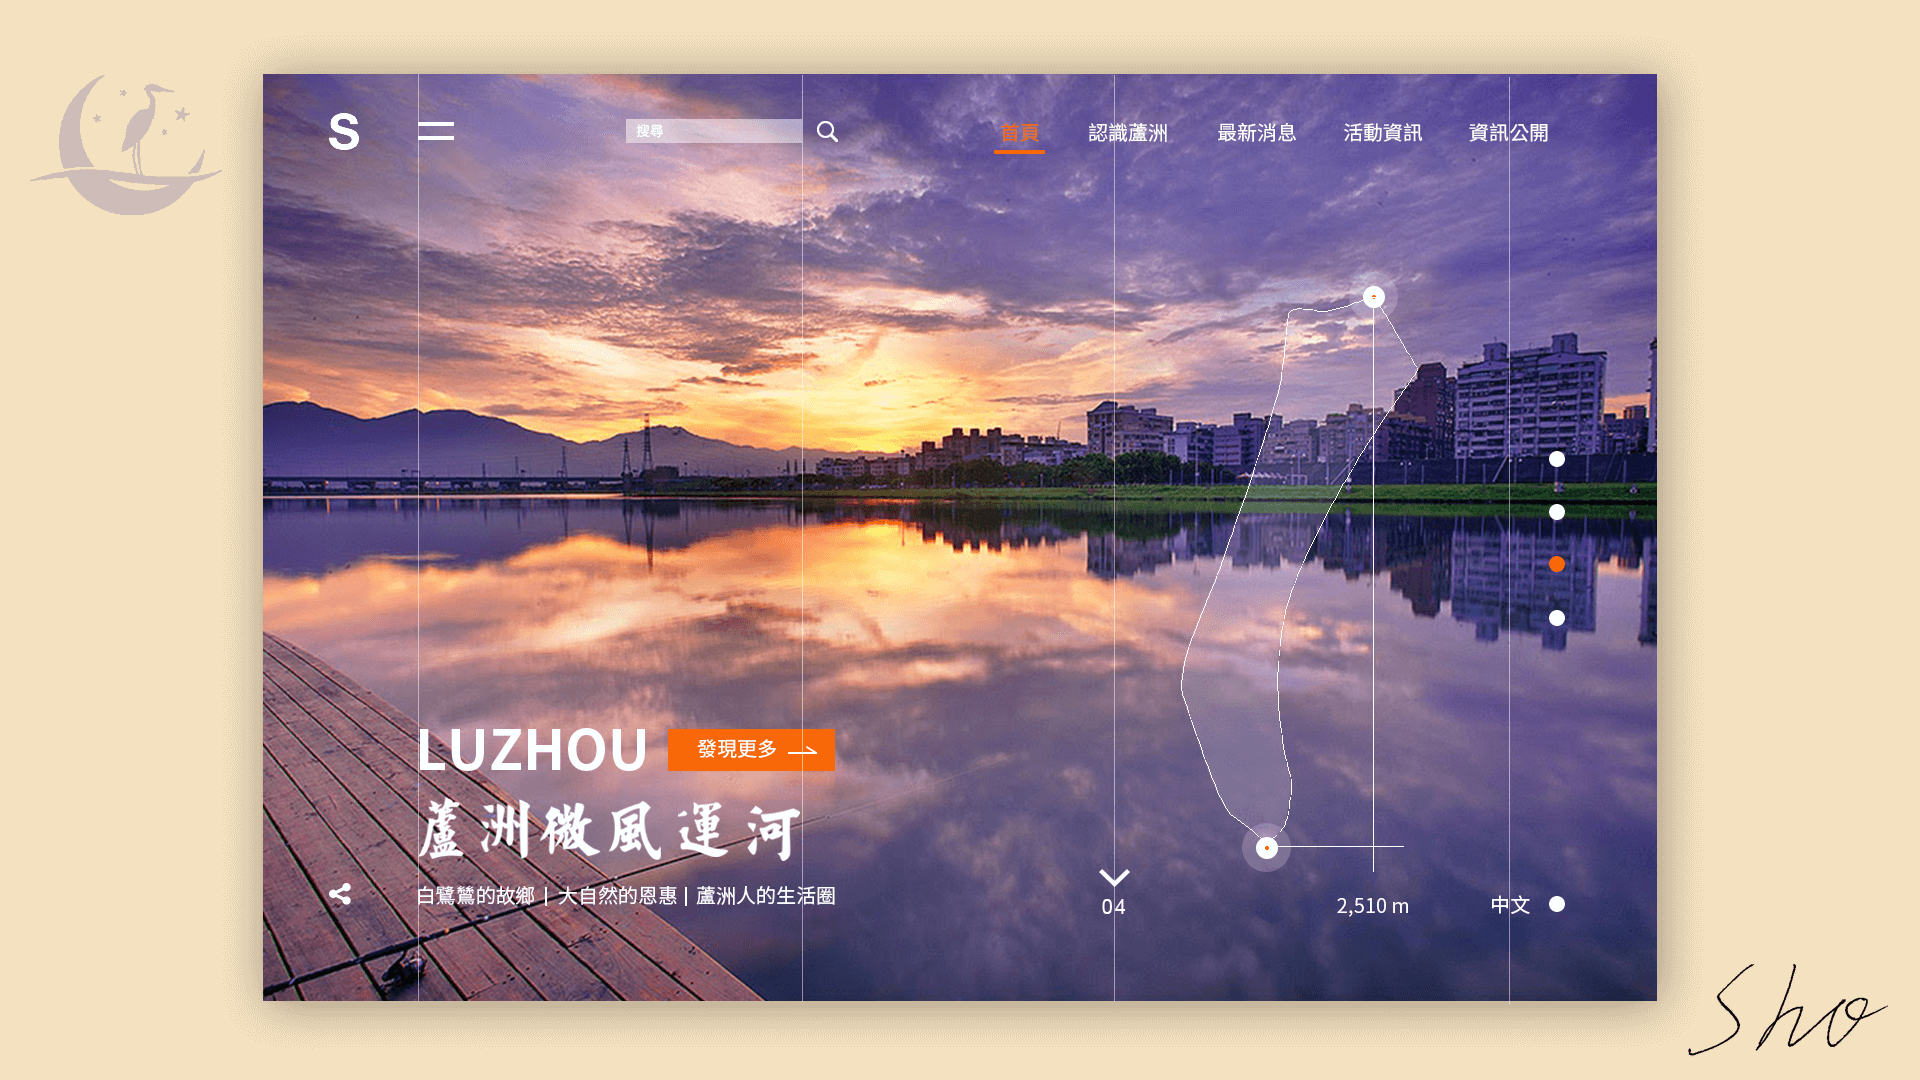 S
搜尋
首頁 認識蘆洲 最新消息 活動資訊 資訊公開
LUZHOU
發現更多
蘆洲微風運河
白鷺鷥的故鄉 | 大自然的恩惠 | 蘆洲人的生活圈
04
2,510 m
中文
Sho